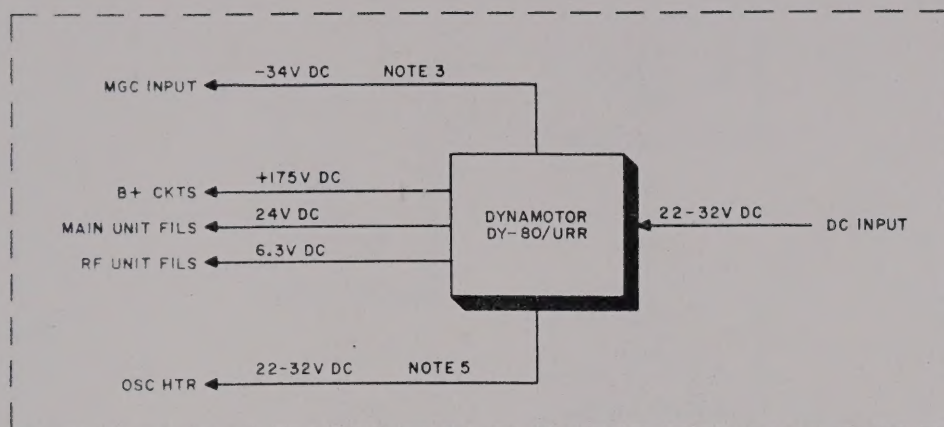 -34V DC NOTE 3
MGC INPUT
+175V DC
B+ CKTS
24V DC
MAIN UNIT FILS
6.3V DC
RF UNIT FILS
DYNAMOTOR
DY-80/URR
22-32V DC
DC INPUT
22-32V DC NOTE 5
OSC HTR